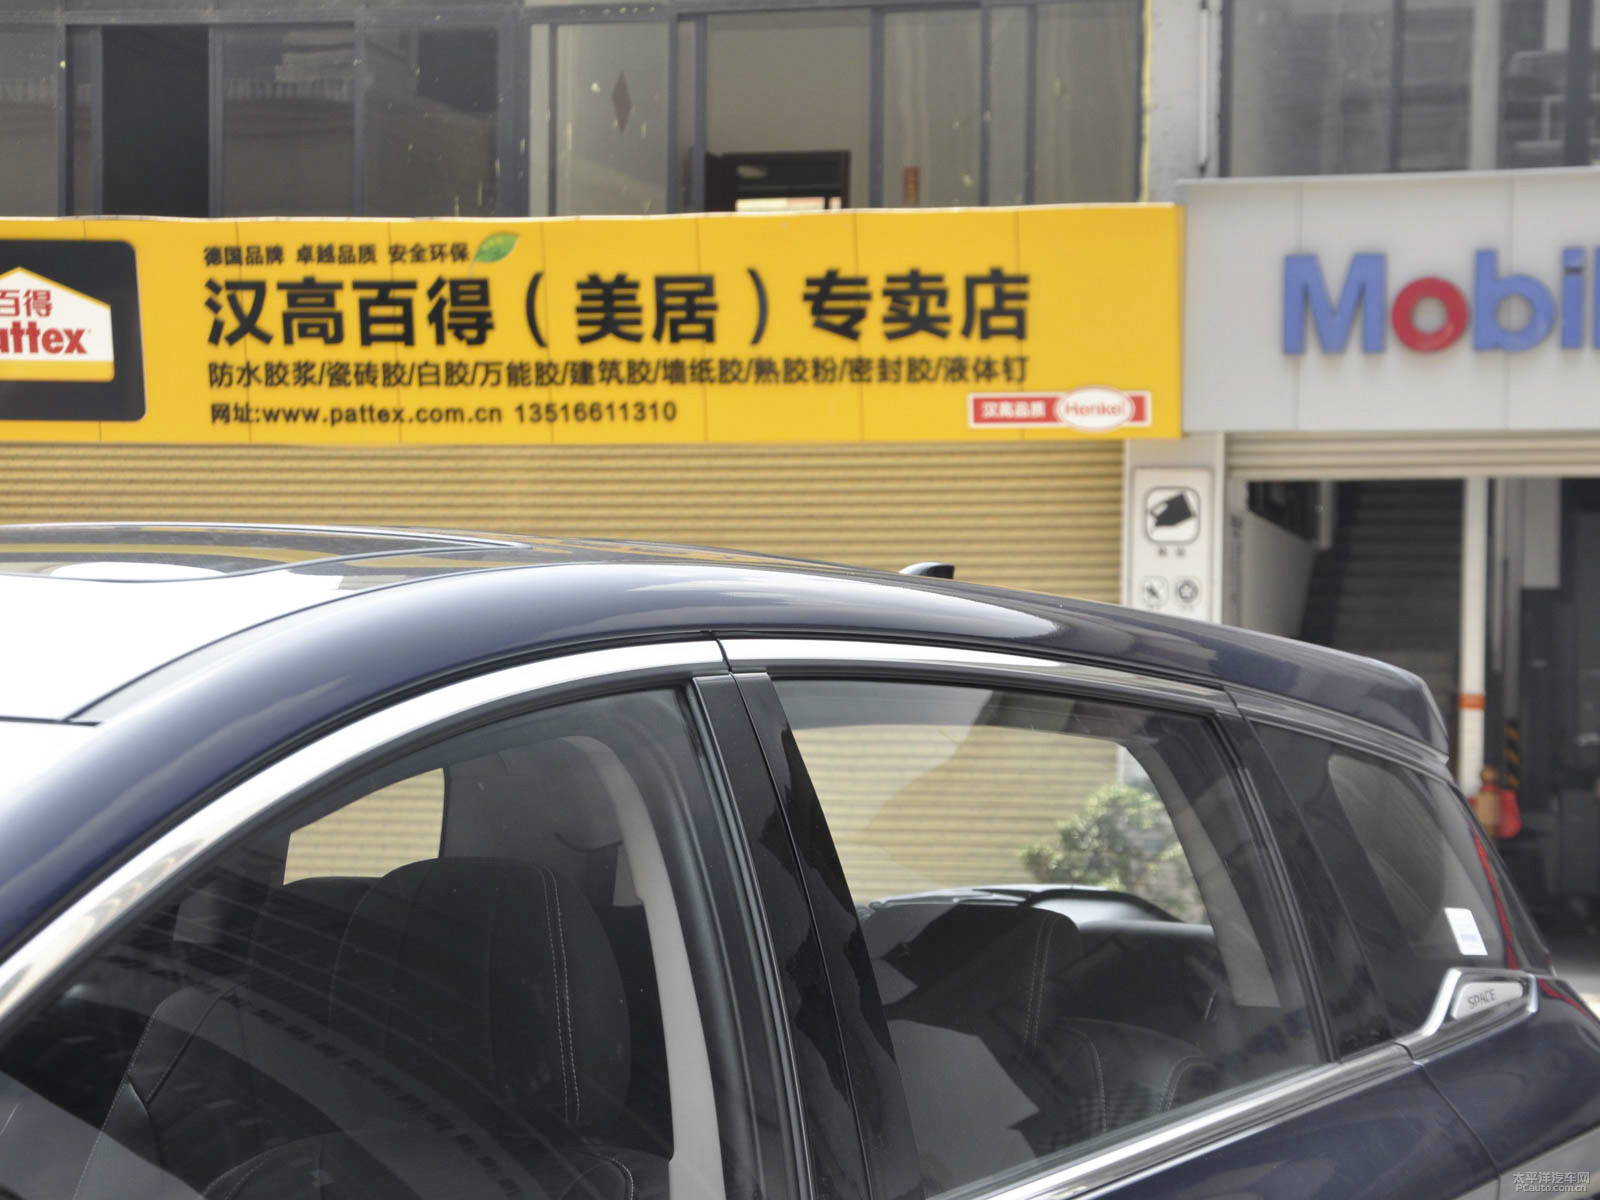 德国品牌 卓越品质 安全环保
百得
attex
汉高百得(美居)专卖店
防水胶浆/瓷砖胶/白胶/万能胶/建筑胶/墙纸胶/熟胶粉/密封胶/液体钉
网址:www.pattex.com.cn 13516611310
汉高品质 Henkel
Mobil
SPACE
太平洋汽车网
PCauto.com.cn